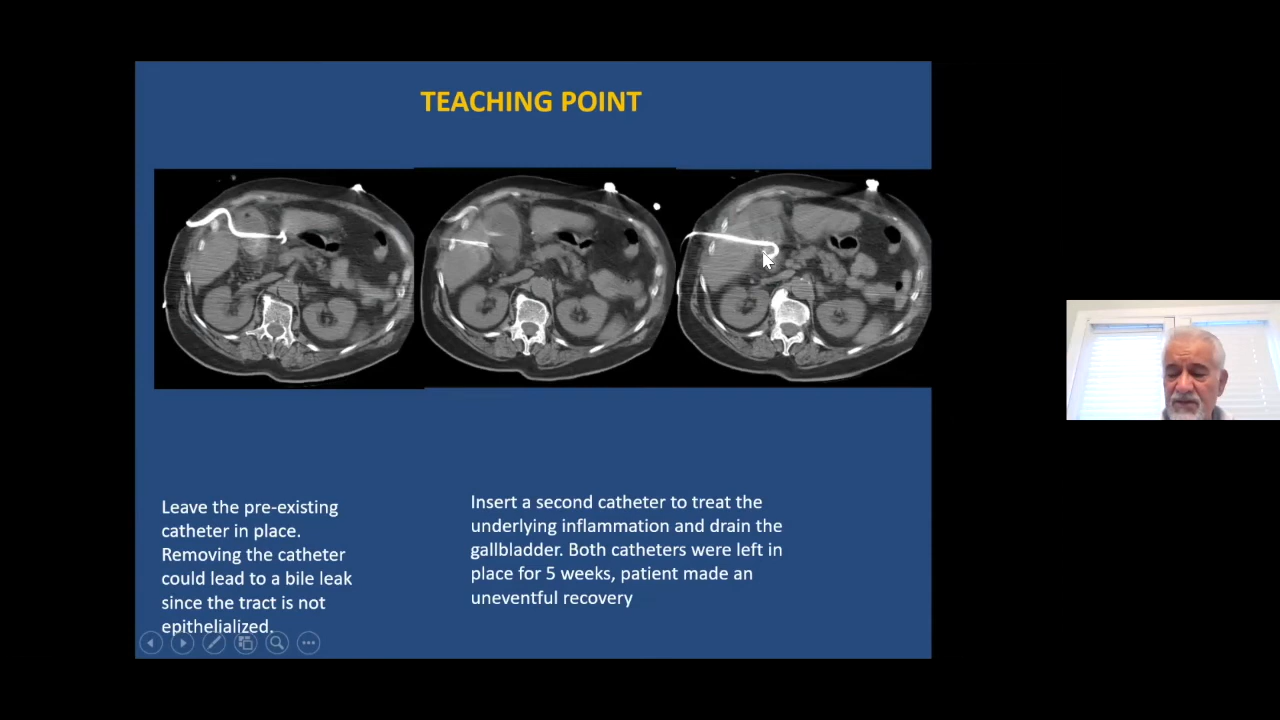 TEACHING POINT
Leave the pre-existing
catheter in place.
Removing the catheter
could lead to a bile leak
since the tract is not
epithelialized.
Insert a second catheter to treat the
underlying inflammation and drain the
gallbladder. Both catheters were left in
place for 5 weeks, patient made an
uneventful recovery